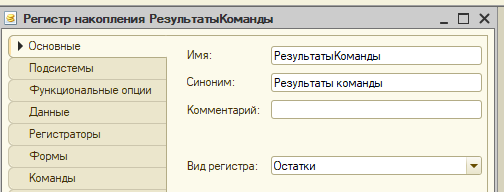 Регистр накопления РезультатыКоманды
Основные
Подсистемы
Функциональные опции
Данные
Регистраторы
Формы
Команды
Имя: РезультатыКоманды
Синоним: Результаты команды
Комментарий:
Вид регистра: Остатки